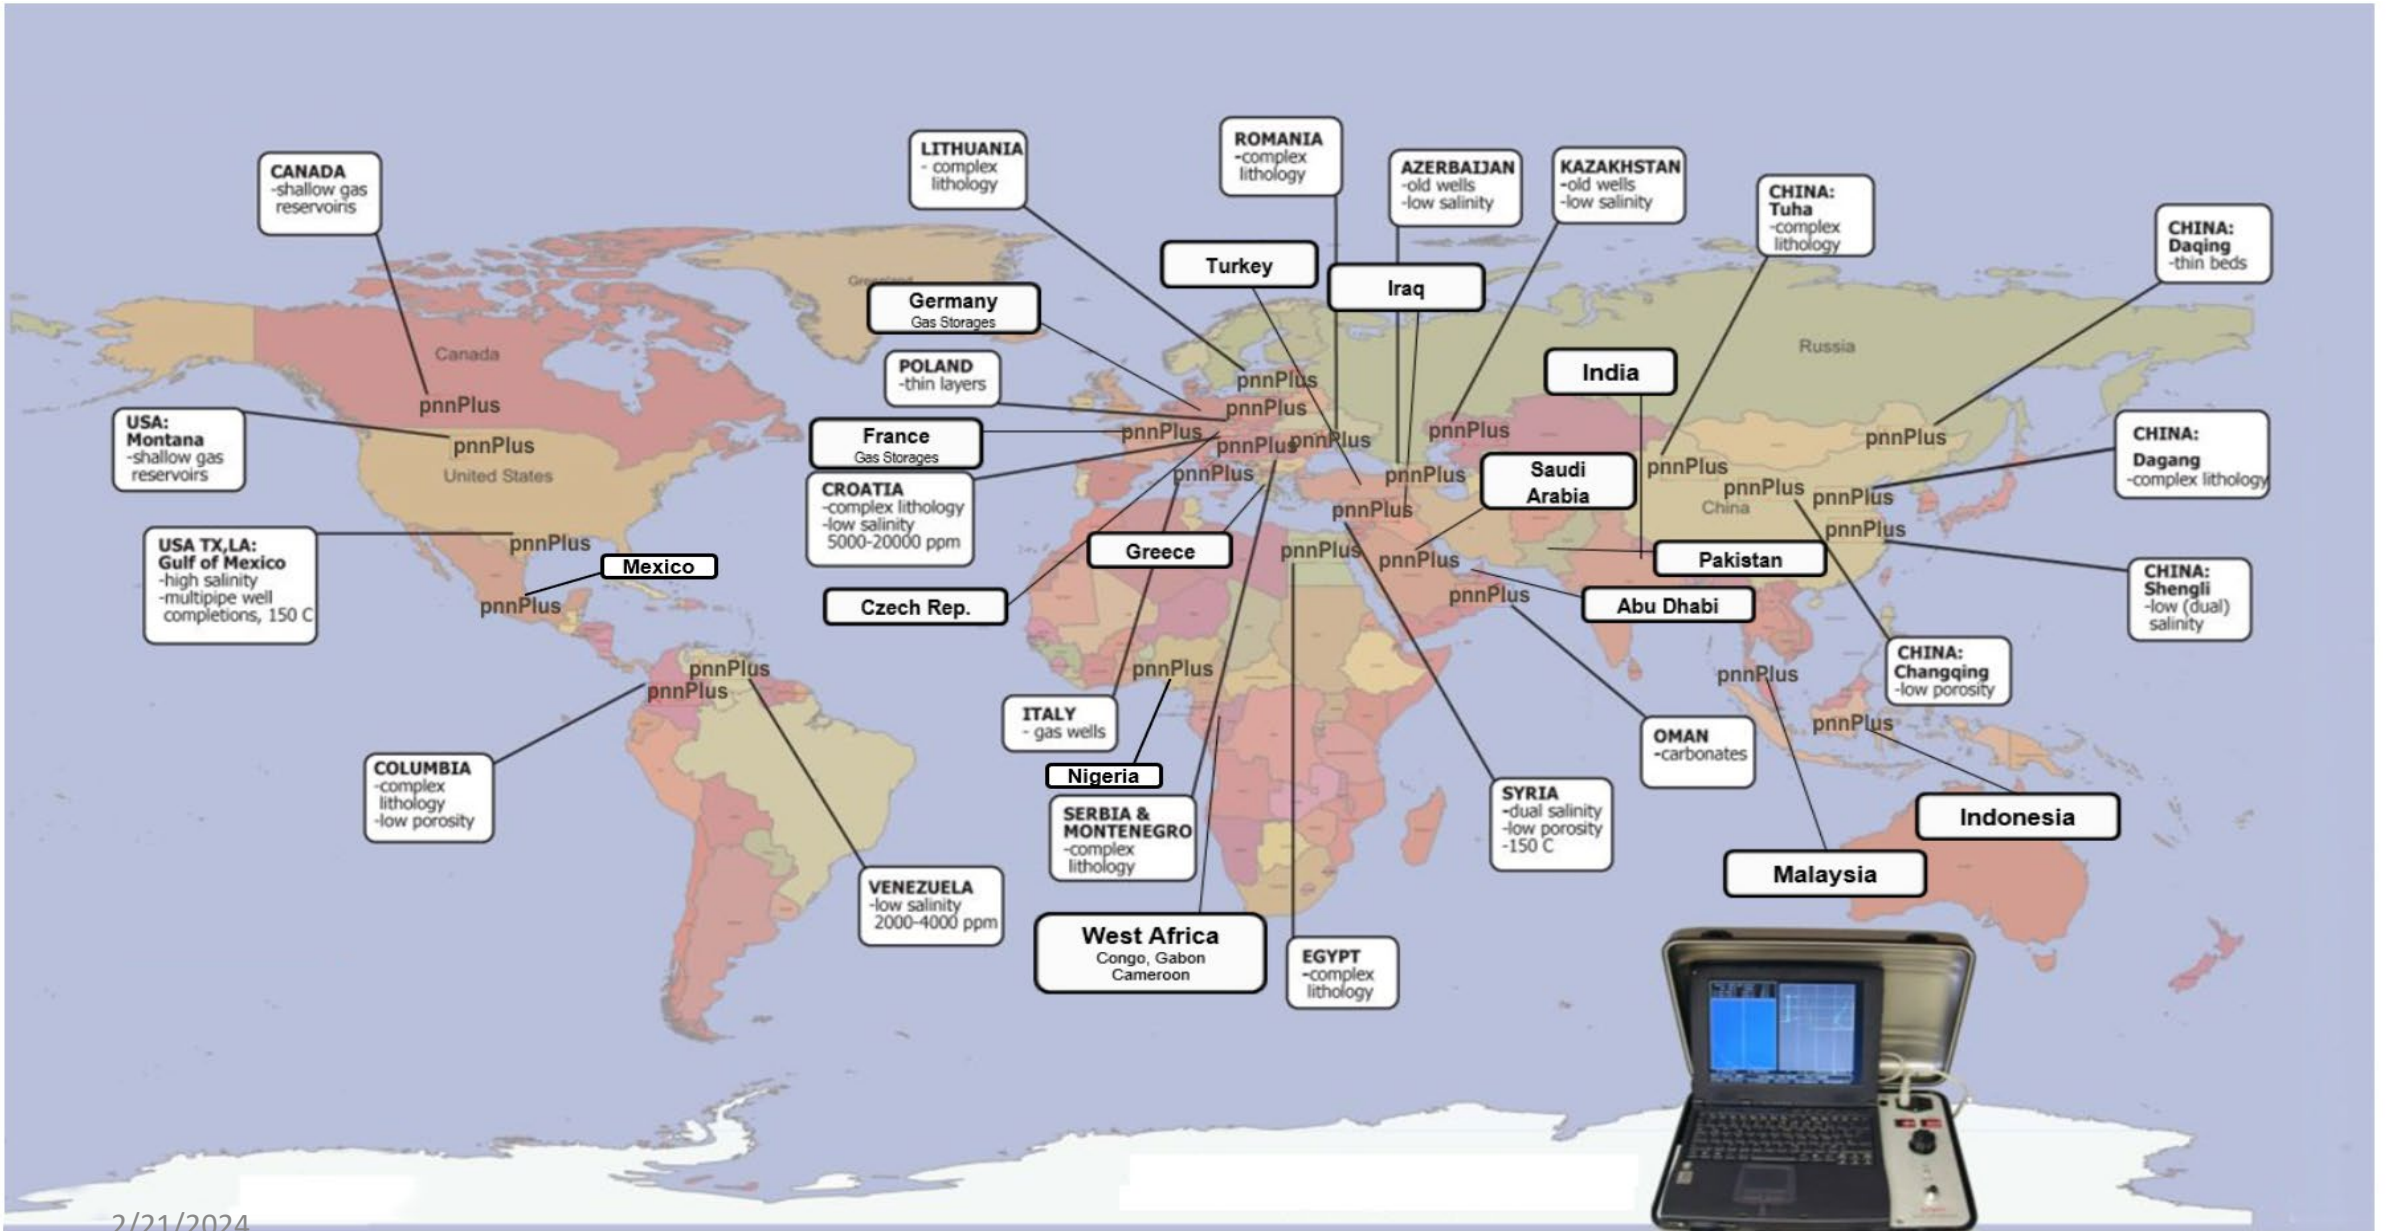 CANADA
-shallow gas
reservoirs
LITHUANIA
- complex
lithology
ROMANIA
-complex
lithology
AZERBAIJAN
-old wells
-low salinity
KAZAKHSTAN
-old wells
-low salinity
CHINA:
Tuha
-complex
lithology
CHINA:
Daqing
-thin beds
Turkey
Iraq
Germany
Gas Storages
Greenland
Canada
Russia
POLAND
-thin layers
India
pnnPlus
pnnPlus
pnnPlus
USA:
Montana
-shallow gas
reservoirs
pnnPlus
United States
France
Gas Storages
pnnPlus
pnnPlus
pnnPlus
pnnPlus
pnnPlus
CHINA:
Dagang
-complex lithology
CROATIA
-complex lithology
-low salinity
5000-20000 ppm
pnnPlus
pnnPlus
Saudi
Arabia
pnnPlus
pnnPlus
pnnPlus
China
pnnPlus
pnnPlus
USA TX,LA:
Gulf of Mexico
-high salinity
-multipipe well
completions, 150 C
pnnPlus
Mexico
pnnPlus
Greece
pnnPlus
pnnPlus
Pakistan
CHINA:
Shengli
-low (dual)
salinity
Czech Rep.
pnnPlus
Abu Dhabi
pnnPlus
pnnPlus
pnnPlus
pnnPlus
CHINA:
Changqing
-low porosity
ITALY
- gas wells
pnnPlus
OMAN
-carbonates
COLUMBIA
-complex
lithology
-low porosity
Nigeria
SERBIA &
MONTENEGRO
-complex
lithology
SYRIA
-dual salinity
-low porosity
-150 C
Indonesia
Malaysia
VENEZUELA
-low salinity
2000-4000 ppm
West Africa
Congo, Gabon
Cameroon
EGYPT
-complex
lithology
2/21/2024